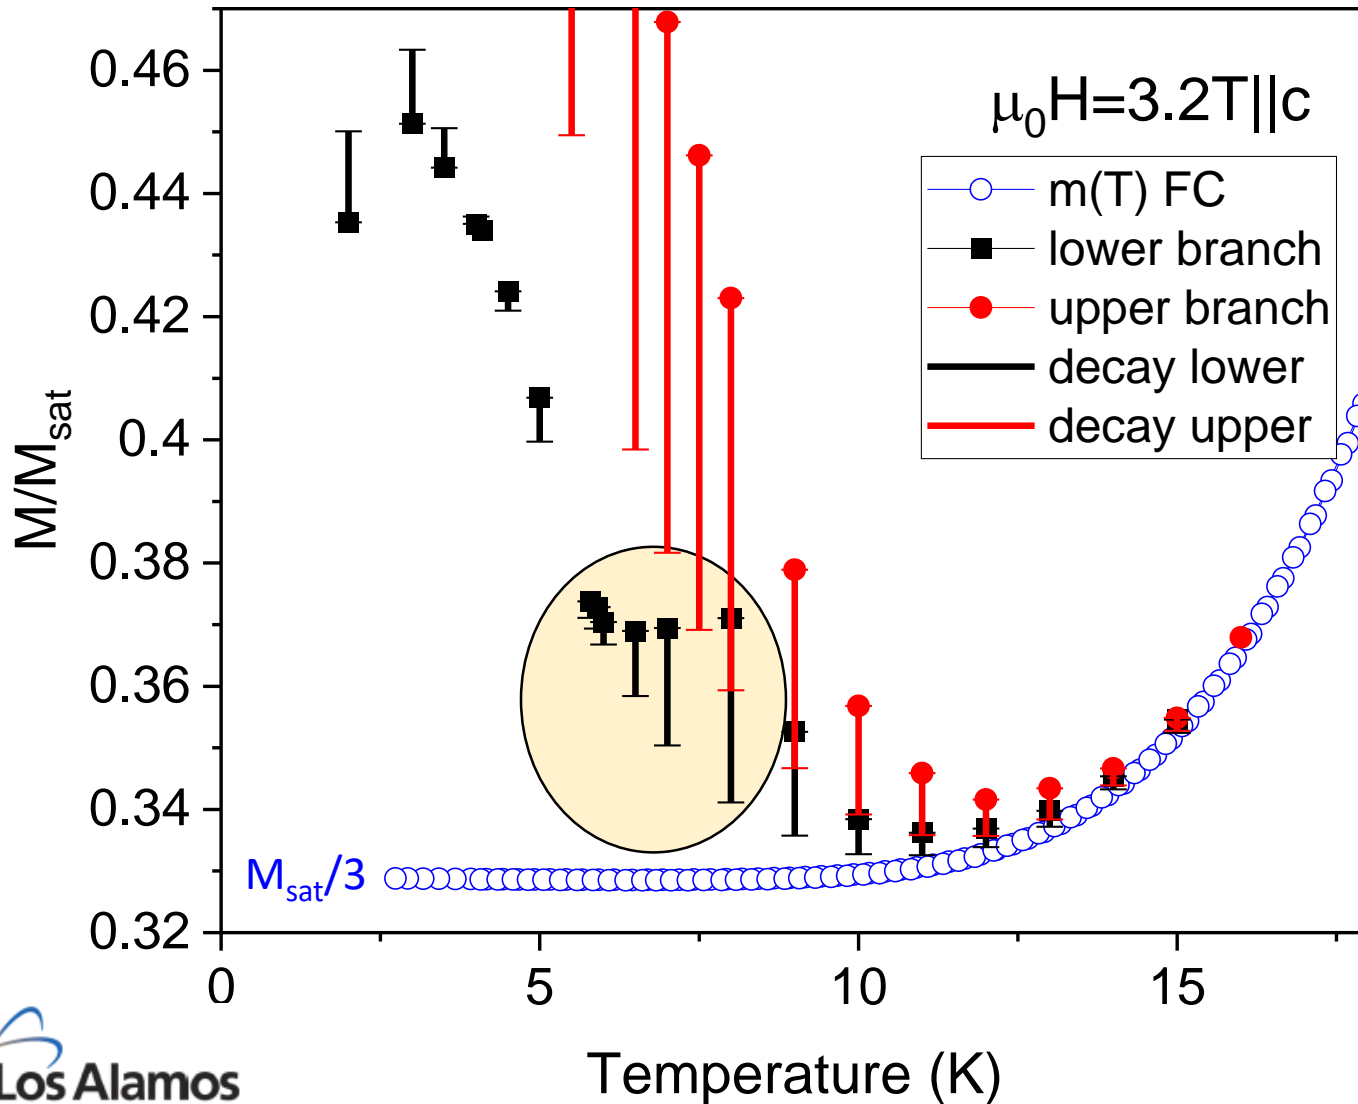 0.46
0.44
0.42
0.4
0.38
0.36
0.34
0.32
M/Msat
μ0H=3.2T||c
m(T) FC
lower branch
upper branch
decay lower
decay upper
Msat/3
0 5 10 15
Temperature (K)
Los Alamos